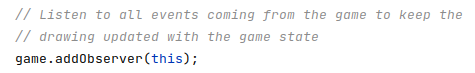 // Listen to all events coming from the game to keep the
// drawing updated with the game state
game.addObserver(this);